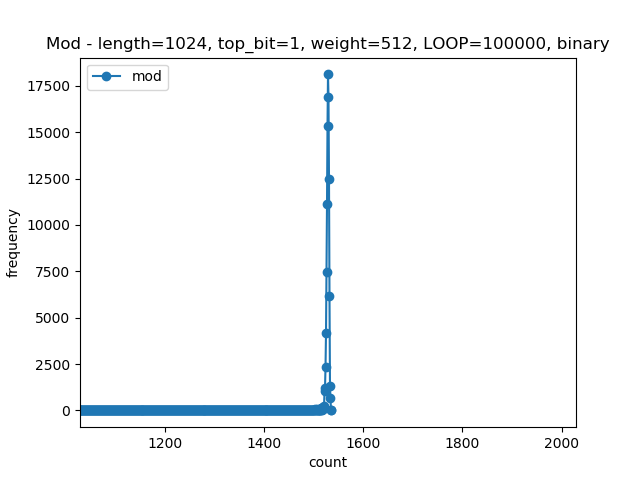 Mod - length=1024, top_bit=1, weight=512, LOOP=100000, binary
mod
17500
15000
12500
10000
7500
5000
2500
0
frequency
1200 1400 1600 1800 2000
count